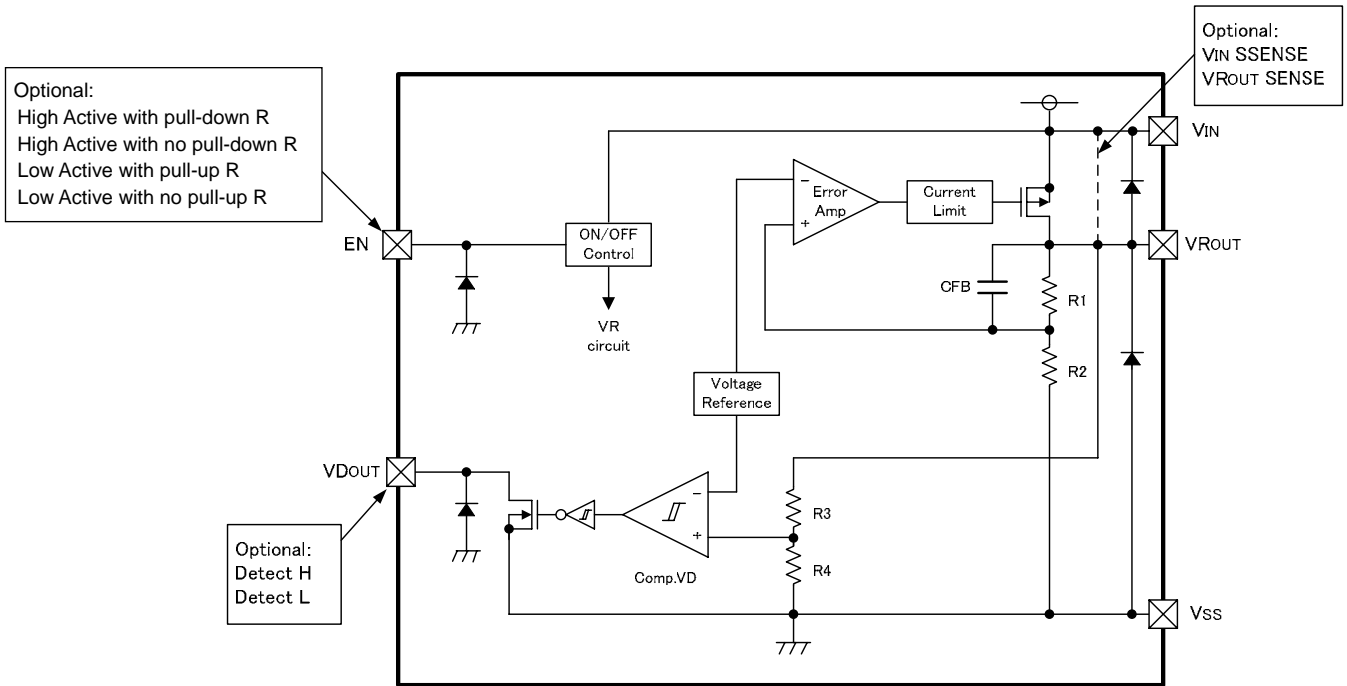 Optional:
VIN SSENSE
VROUT SENSE
Optional:
High Active with pull-down R
High Active with no pull-down R
Low Active with pull-up R
Low Active with no pull-up R
VIN
Error
Amp
Current
Limit
EN
ON/OFF
Control
VROUT
CFB
R1
VR
circuit
R2
Voltage
Reference
VDOUT
R3
Optional:
Detect H
Detect L
Comp.VD
R4
VSS